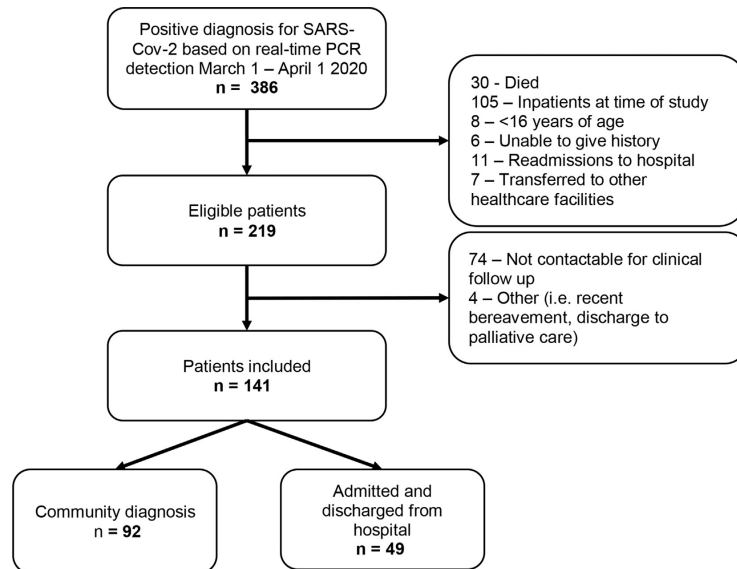 Positive diagnosis for SARS-
Cov-2 based on real-time PCR
detection March 1 – April 1 2020
n = 386
30 - Died
105 – Inpatients at time of study
8 – <16 years of age
6 – Unable to give history
11 – Readmissions to hospital
7 – Transferred to other
healthcare facilities
Eligible patients
n = 219
74 – Not contactable for clinical
follow up
4 – Other (i.e. recent
bereavement, discharge to
palliative care)
Patients included
n = 141
Community diagnosis
n = 92
Admitted and
discharged from
hospital
n = 49